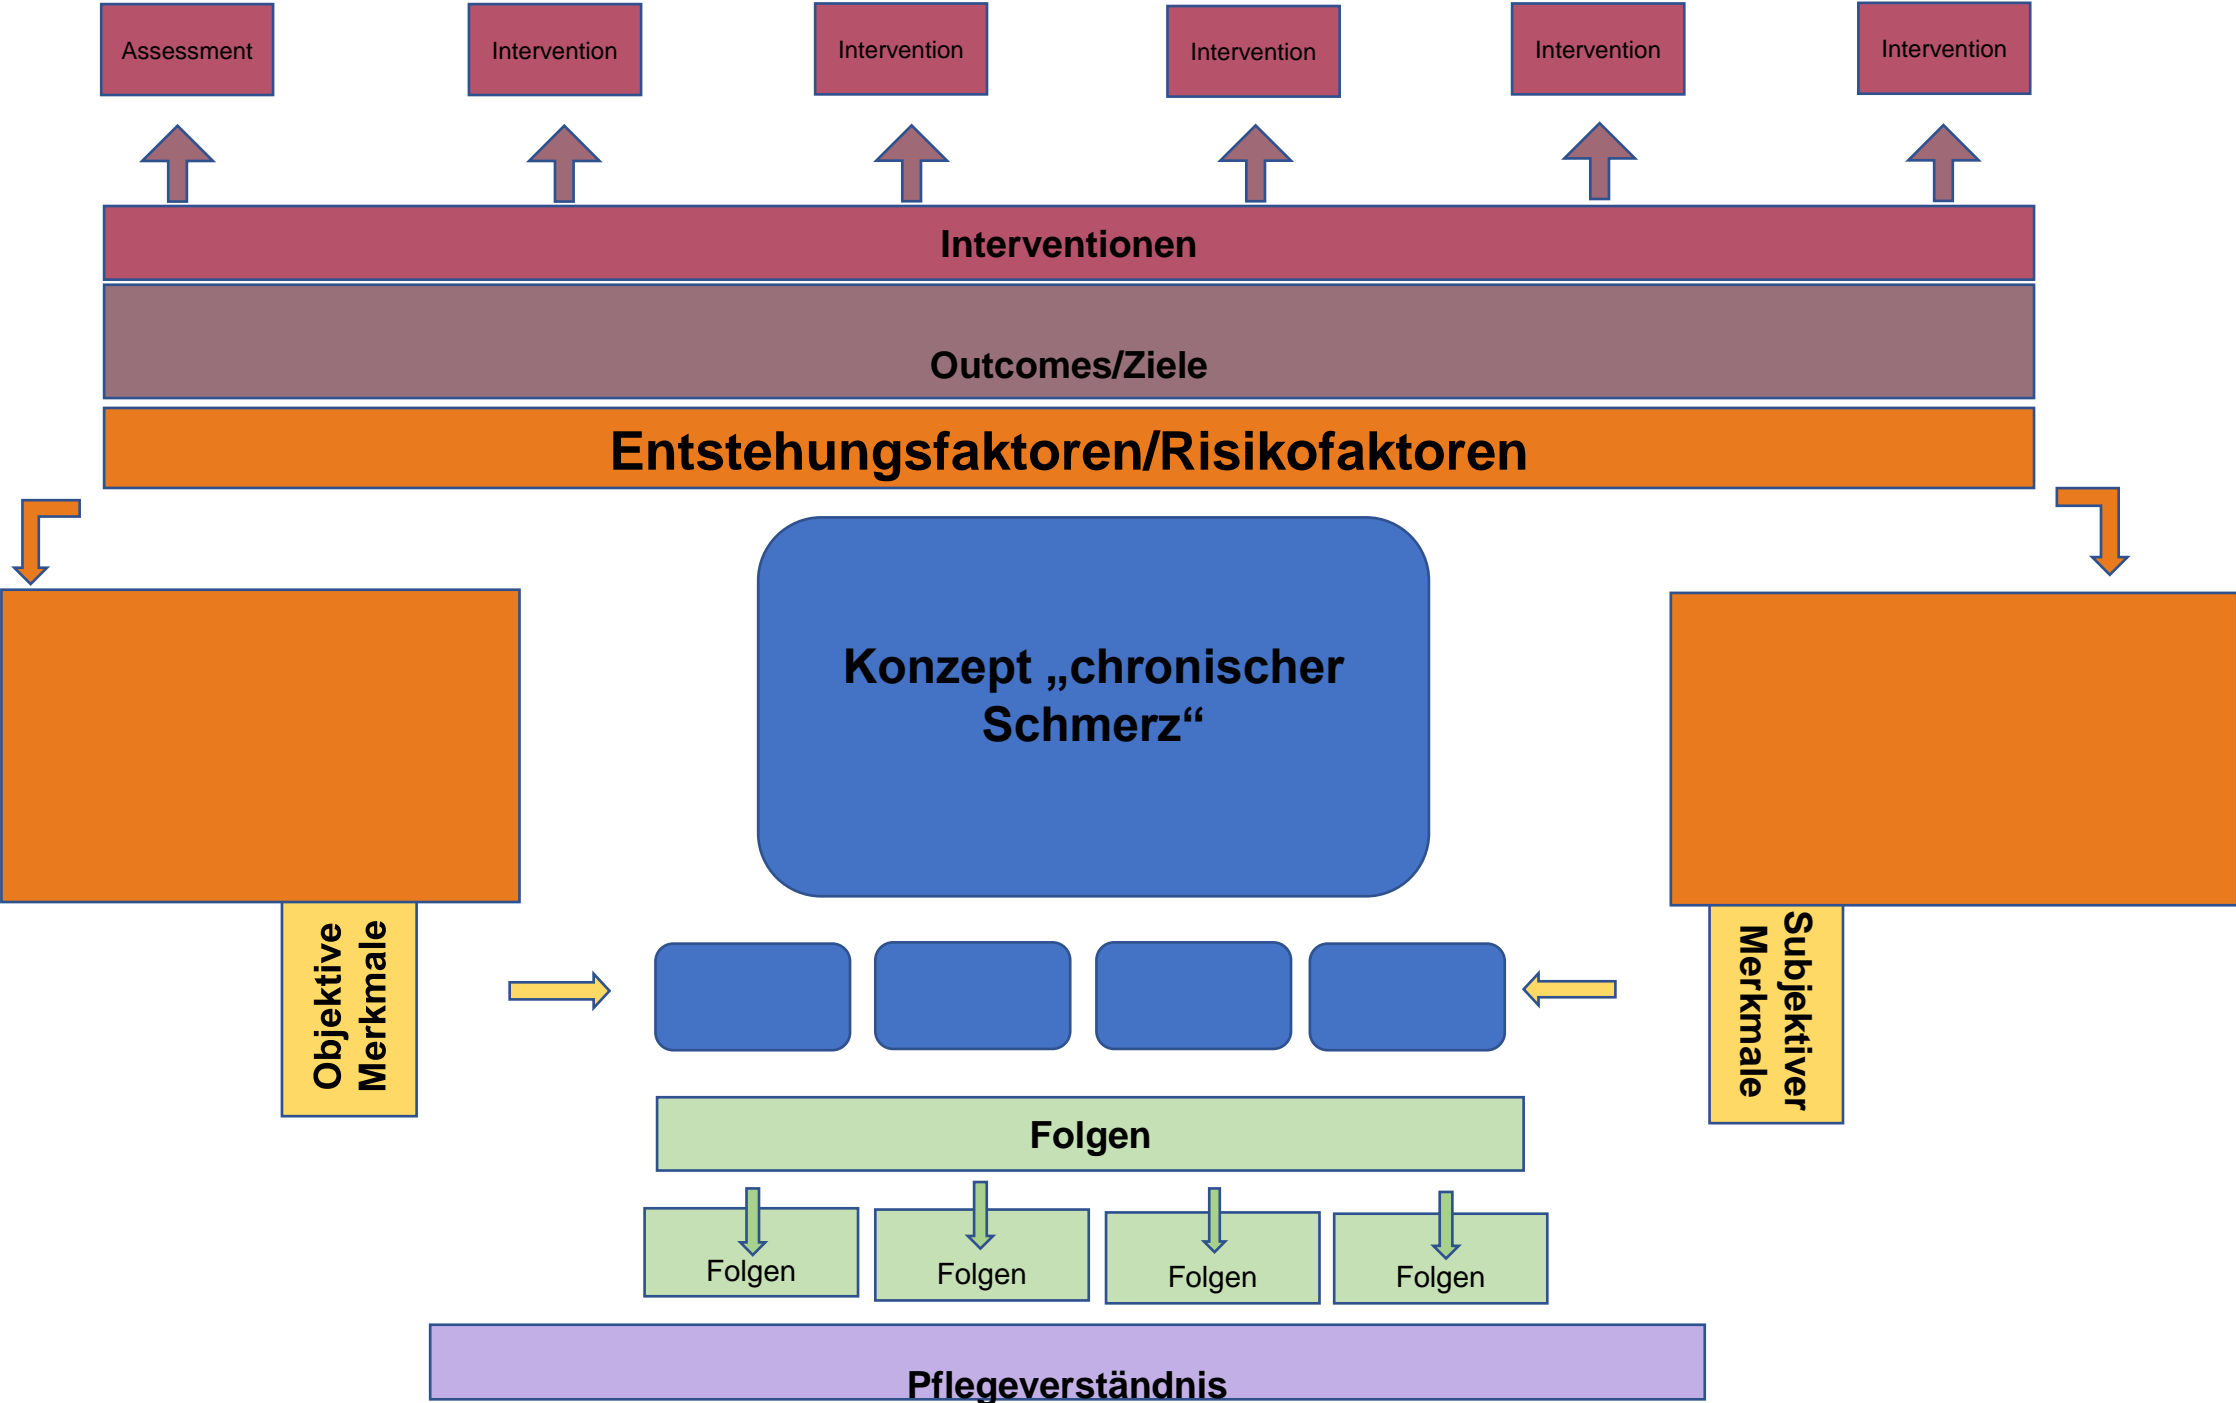 Assessment
Intervention
Intervention
Intervention
Intervention
Intervention
Interventionen
Outcomes/Ziele
Entstehungsfaktoren/Risikofaktoren
Konzept „chronischer
Schmerz“
Objektive
Merkmale
Subjektiver
Merkmale
Folgen
Folgen
Folgen
Folgen
Folgen
Pflegeverständnis